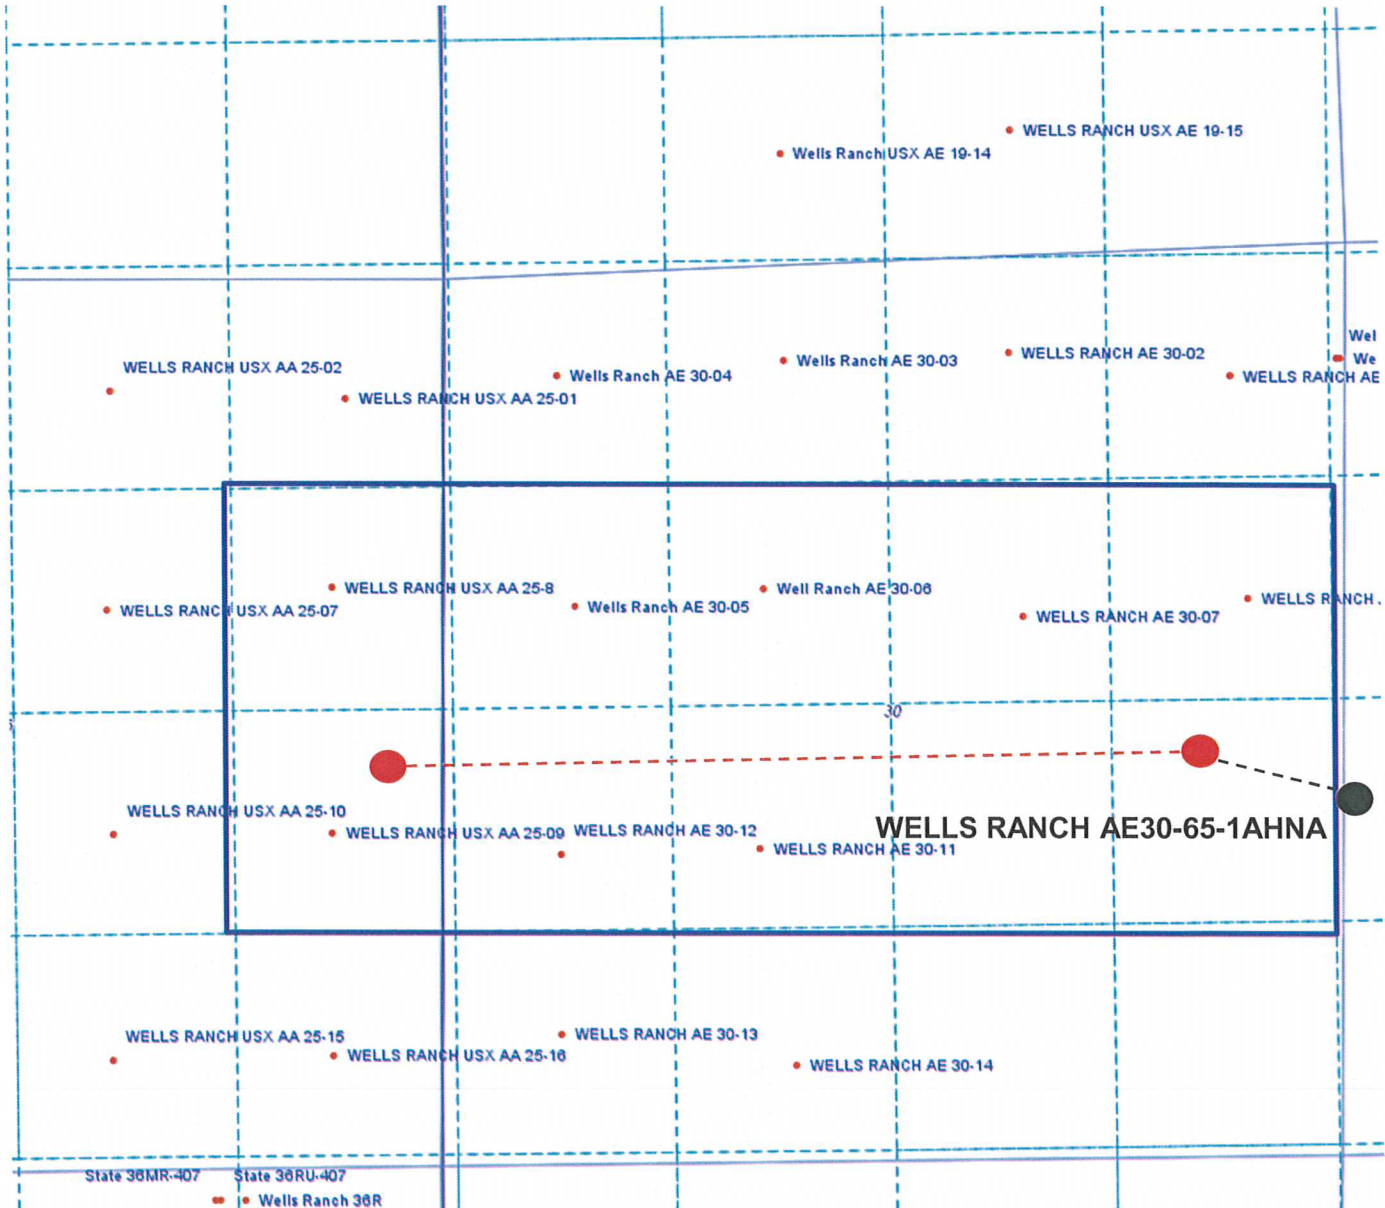 WELLS RANCH USX AE 19-15
Wells Ranch USX AE 19-14
Wel
WELLS RANCH USX AA 25-02
Wells Ranch AE 30-04
Wells Ranch AE 30-03
WELLS RANCH AE 30-02
We
WELLS RANCH AE
WELLS RANCH USX AA 25-01
WELLS RANCH USX AA 25-8
Well Ranch AE 30-06
WELLS RANCH USX AA 25-07
Wells Ranch AE 30-05
WELLS RANCH AE 30-07
WELLS RANCH .
30
WELLS RANCH USX AA 25-10
WELLS RANCH USX AA 25-09
WELLS RANCH AE 30-12
WELLS RANCH AE30-65-1AHNA
WELLS RANCH AE 30-11
WELLS RANCH USX AA 25-15
WELLS RANCH USX AA 25-16
WELLS RANCH AE 30-13
WELLS RANCH AE 30-14
State 36MR-407
State 36RU-407
Wells Ranch 36R